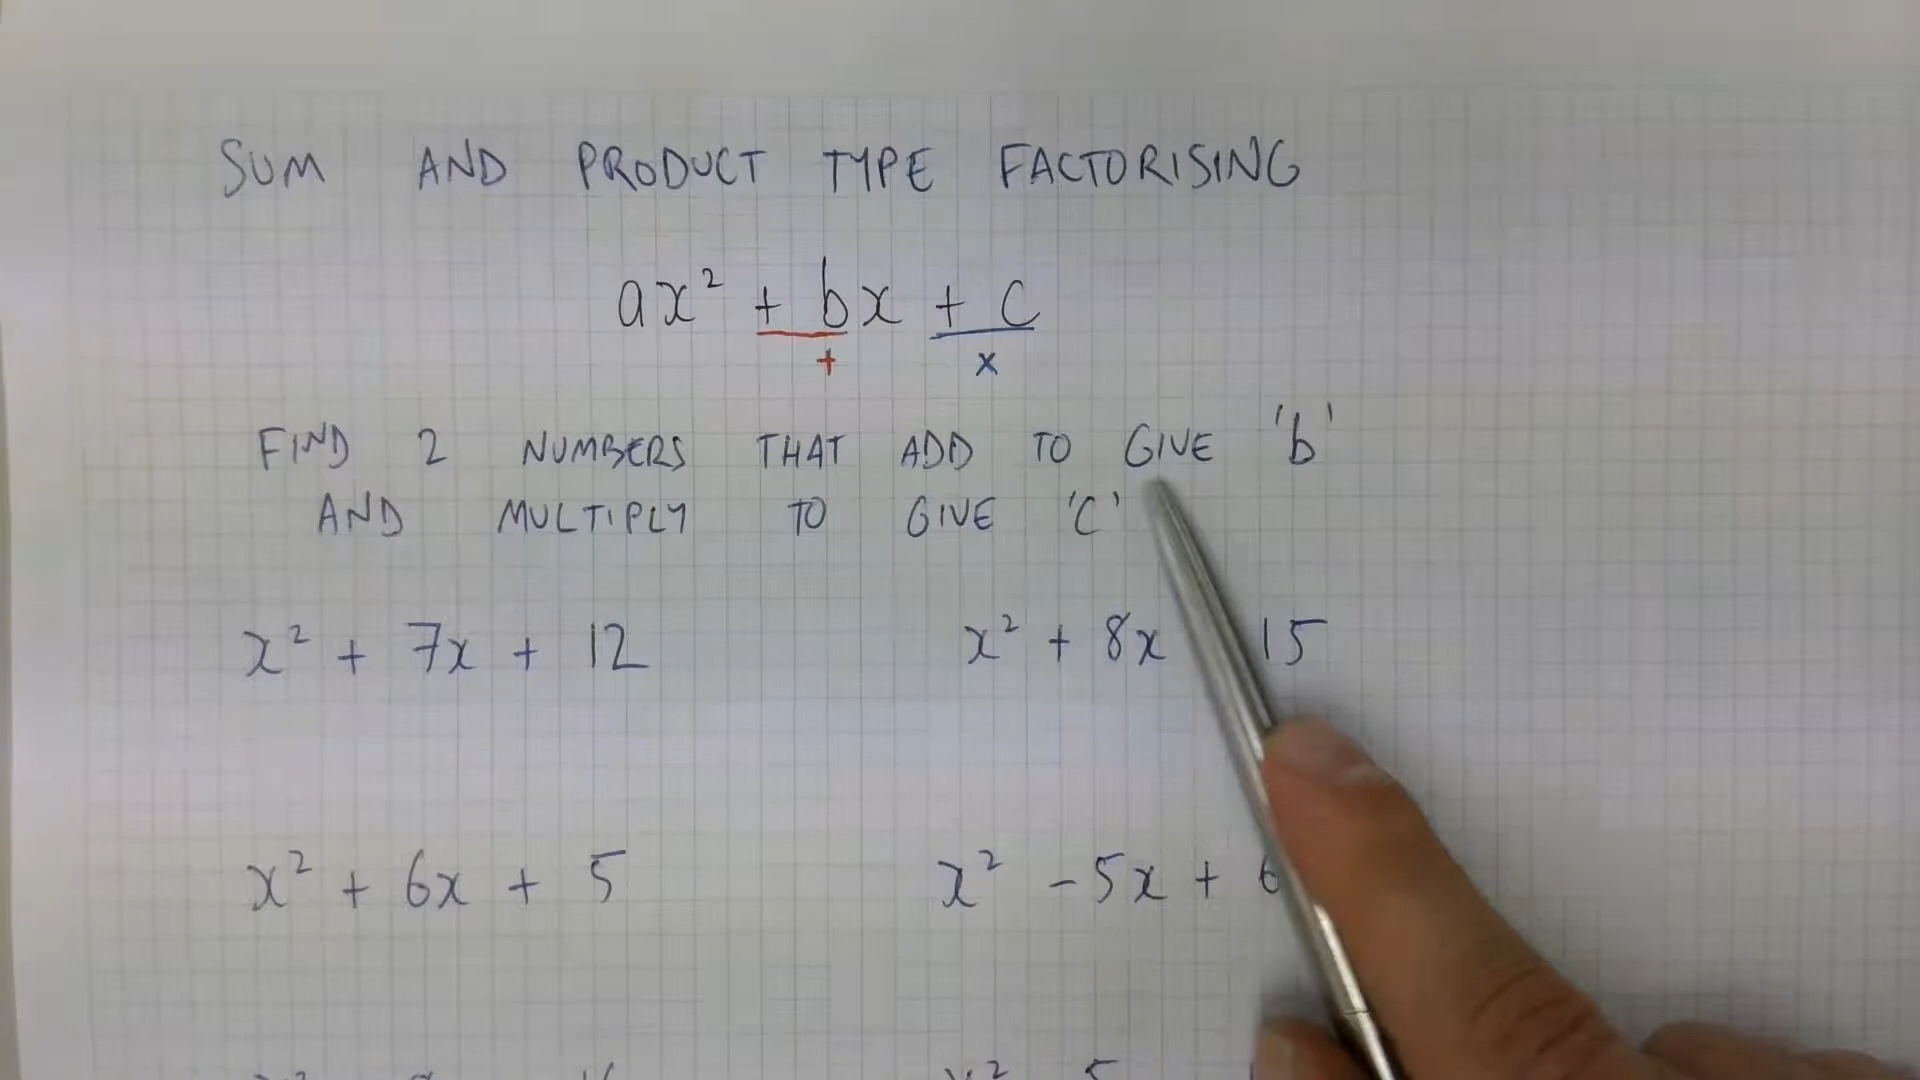 SUM AND PRODUCT TYPE FACTORISING
ax² + bx + c
+ x
FIND 2 NUMBERS THAT ADD TO GIVE 'b'
AND MULTIPLY TO GIVE 'C'
x² + 7x + 12
x² + 8x 15
x² + 6x + 5
x² - 5x + 6